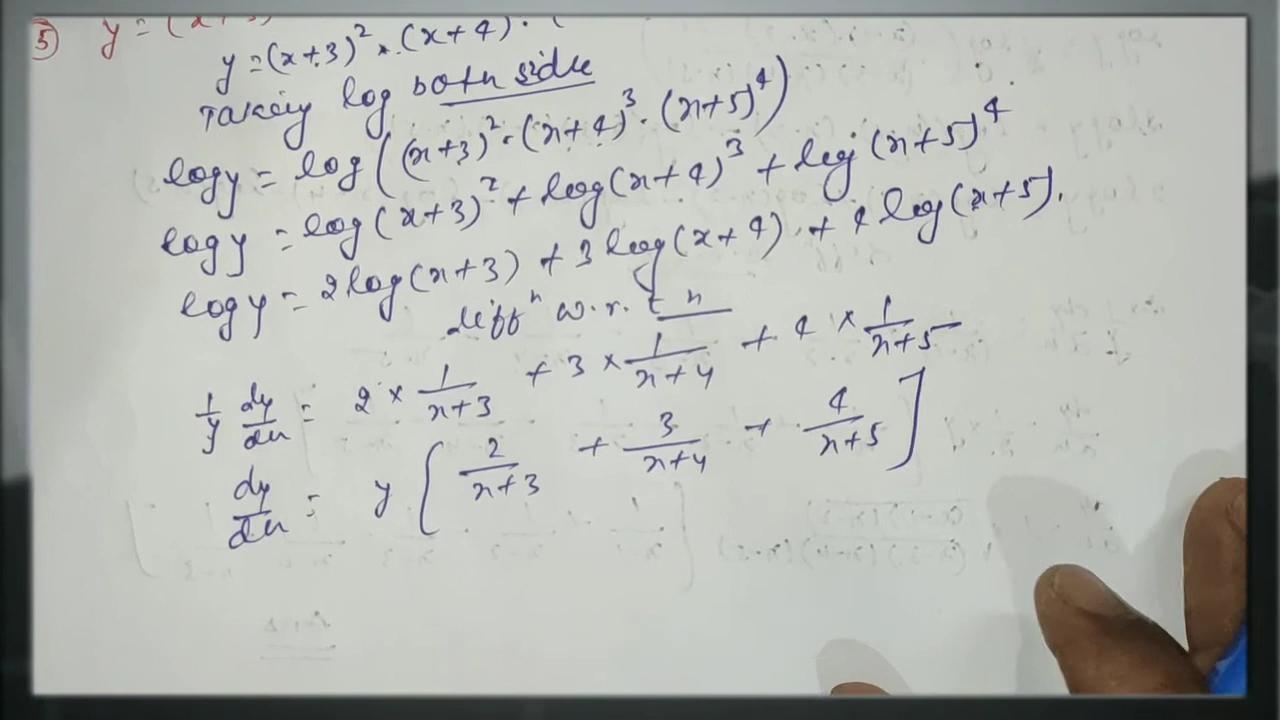 5) y = (x+3)
y = (x+3)² · (x+4) · (
Taking log both side
log y = log ( (x+3)² · (x+4)³ · (x+5)⁴ )
log y = log (x+3)² + log (x+4)³ + log (x+5)⁴
log y = 2 log (x+3) + 3 log (x+4) + 4 log (x+5).
diffⁿ w.r.t x
1/y dy/dx = 2 × 1/x+3 + 3 × 1/x+4 + 4 × 1/x+5
dy/dx = y [ 2/x+3 + 3/x+4 + 4/x+5 ]